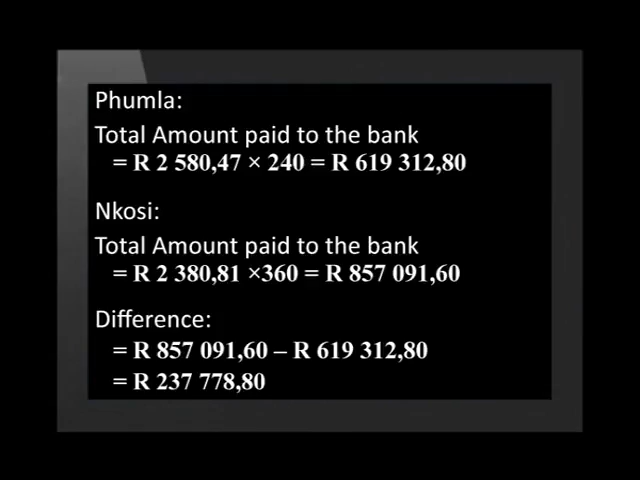 Phumla:
Total Amount paid to the bank
= R 2 580,47 × 240 = R 619 312,80
Nkosi:
Total Amount paid to the bank
= R 2 380,81 ×360 = R 857 091,60
Difference:
= R 857 091,60 – R 619 312,80
= R 237 778,80